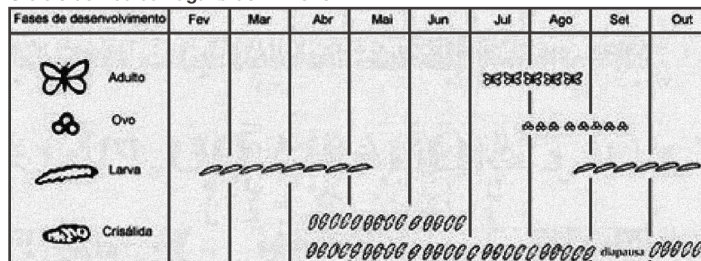 Fases de desenvolvimento Fev Mar Abr Mai Jun Jul Ago Set Out
Adulto
Ovo
Larva
Crisálida
diapausa